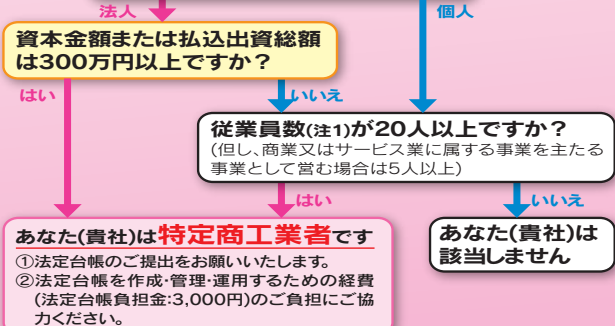 法人
個人
資本金額または払込出資総額
は300万円以上ですか？
はい
いいえ
従業員数(注1)が20人以上ですか？
(但し、商業又はサービス業に属する事業を主たる
事業として営む場合は5人以上)
はい
いいえ
あなた(貴社)は特定商工業者です
①法定台帳のご提出をお願いいたします。
②法定台帳を作成・管理・運用するための経費
(法定台帳負担金:3,000円)のご負担にご協
力ください。
あなた(貴社)は
該当しません